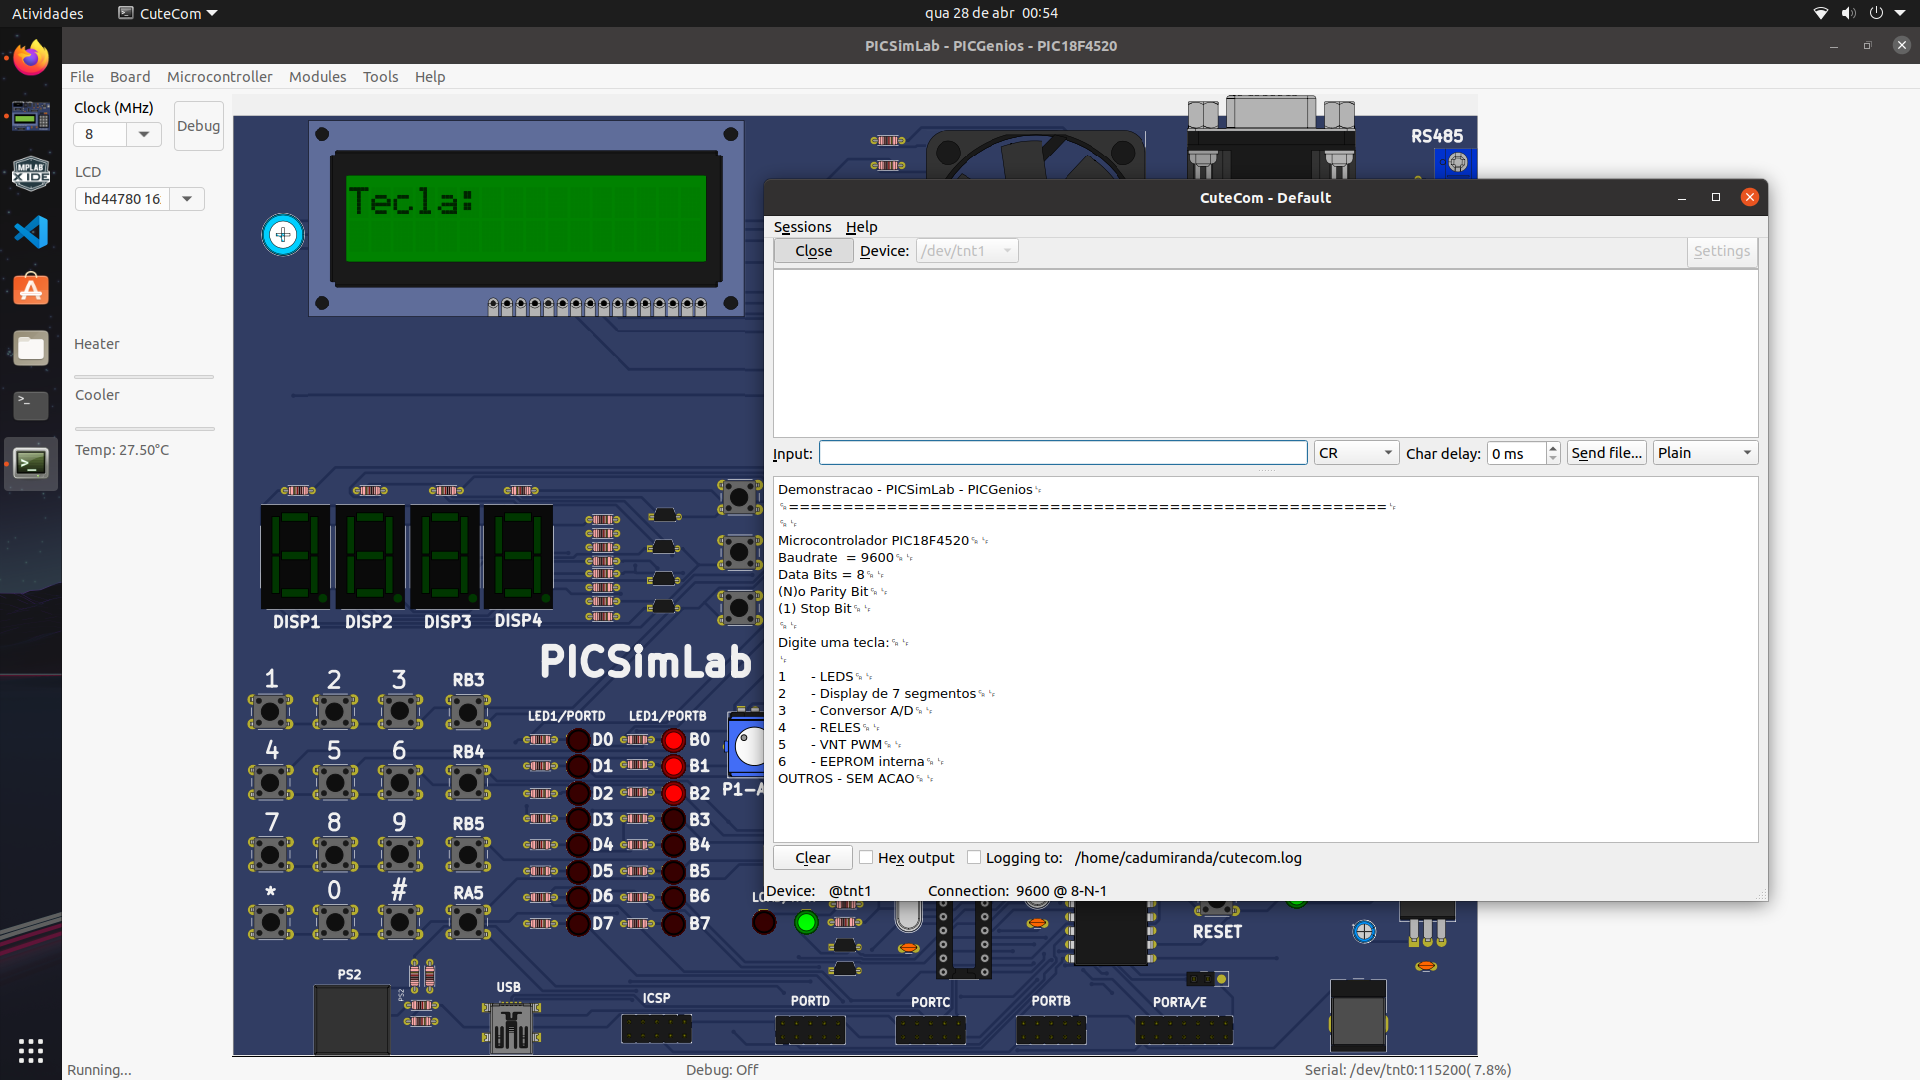 Atividades
CuteCom
qua 28 de abr 00:54
PICSimLab - PICGenios - PIC18F4520
File Board Microcontroller Modules Tools Help
Clock (MHz)
8
Debug
LCD
hd44780 16
Heater
Cooler
Temp: 27.50°C
MPLAB
X IDE
Tecla:
RS485
CuteCom - Default
Sessions Help
Close Device: /dev/tnt1 Settings
Input: CR Char delay: 0 ms Send file... Plain
Demonstracao - PICSimLab - PICGenios
=======================================================
Microcontrolador PIC18F4520
Baudrate = 9600
Data Bits = 8
(N)o Parity Bit
(1) Stop Bit
Digite uma tecla:
1 - LEDS
2 - Display de 7 segmentos
3 - Conversor A/D
4 - RELES
5 - VNT PWM
6 - EEPROM interna
OUTROS - SEM ACAO
Clear Hex output Logging to: /home/cadumiranda/cutecom.log
Device: @tnt1 Connection: 9600 @ 8-N-1
DISP1 DISP2 DISP3 DISP4
PICSimLab
1 2 3 RB3
4 5 6 RB4
7 8 9 RB5
* 0 # RA5
LED1/PORTD LED1/PORTB
D0 B0
D1 B1
D2 B2
D3 B3
D4 B4
D5 B5
D6 B6
D7 B7
P1-A
RESET
PS2
PS2
USB
ICSP
PORTD
PORTC
PORTB
PORTA/E
Running...
Debug: Off
Serial: /dev/tnt0:115200( 7.8%)